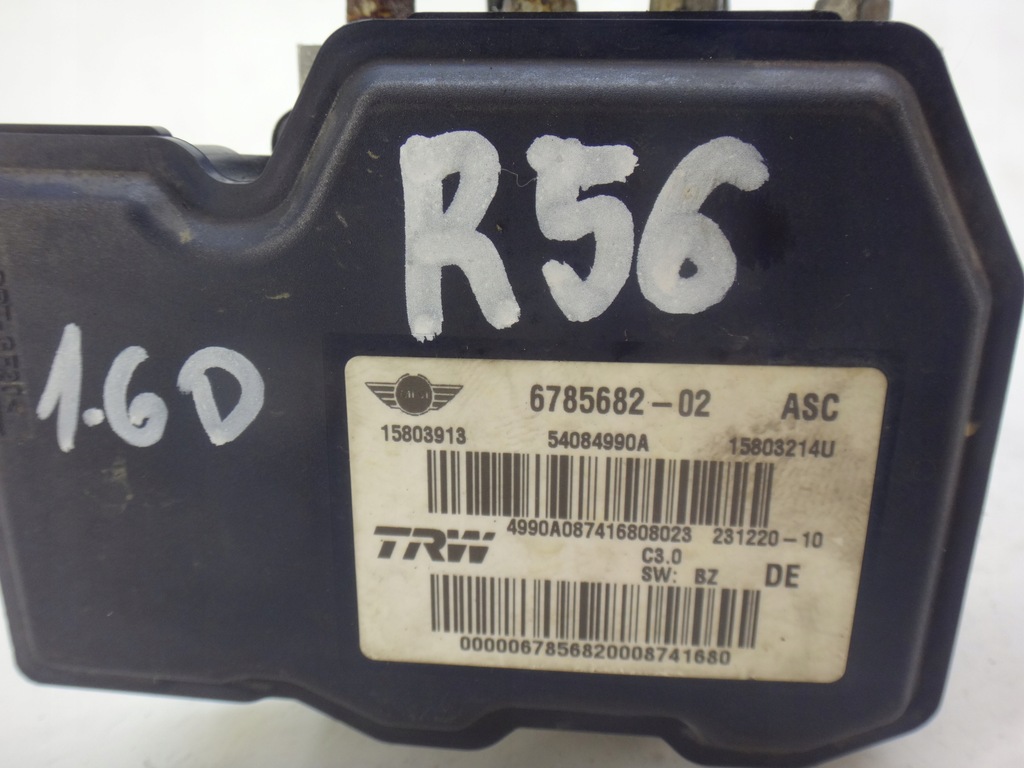 R56
1.6D
6785682-02 ASC
15803913 54084990A 15803214U
TRW 4990A087416808023 231220-10
C3.0
SW: BZ DE
0000067856820008741680